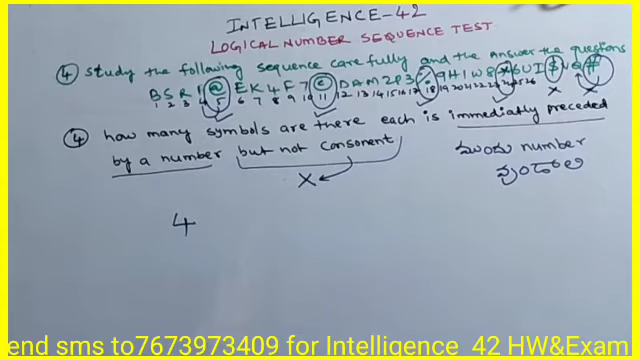 INTELLIGENCE-42
LOGICAL NUMBER SEQUENCE TEST
④ Study the following sequence carefully and the Answer the questions
B S R 1 @ E K 4 F 7 © D A M 2 P 3 % 9 H I W 8 * 6 U J $ V Q #
1 2 3 4 5 6 7 8 9 10 11 12 13 14 15 16 17 18 19 20 21 22 23 24 25 26 X X
④ how many symbols are there each is immediatly preceded
by a number but not consonent
ముందు number
వుండాలి
X
4
end sms to7673973409 for Intelligence 42 HW&Exam